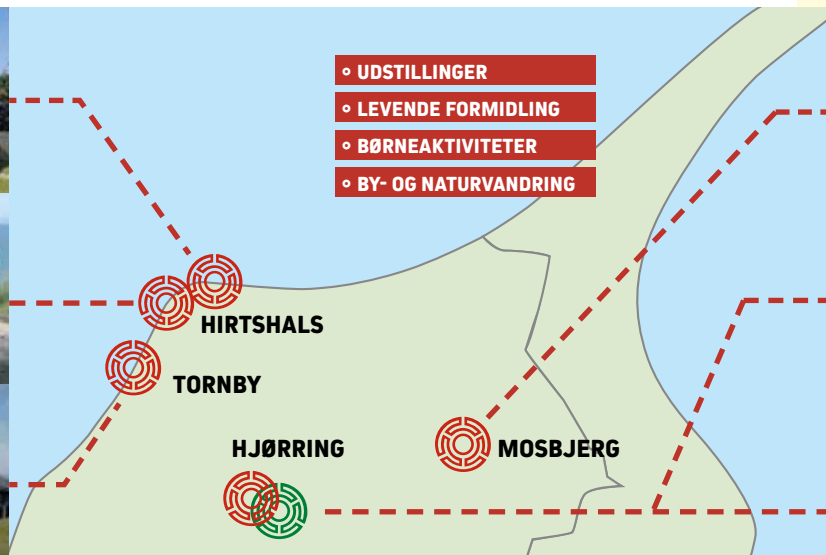 ° UDSTILLINGER
° LEVENDE FORMIDLING
° BØRNEAKTIVITETER
° BY- OG NATURVANDRING
HIRTSHALS
TORNBY
HJØRRING
MOSBJERG